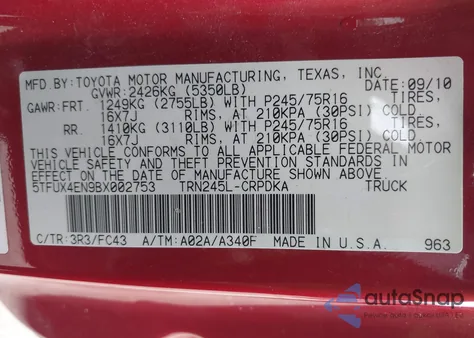 MFD.BY:TOYOTA MOTOR MANUFACTURING, TEXAS, INC.
GVWR:2426KG (5350LB) DATE: 09/10
GAWR:FRT. 1249KG (2755LB) WITH P245/75R16 TIRES,
16X7J RIMS, AT 210KPA (30PSI) COLD
RR. 1410KG (3110LB) WITH P245/75R16 TIRES,
16X7J RIMS, AT 210KPA (30PSI) COLD
THIS VEHICLE CONFORMS TO ALL APPLICABLE FEDERAL MOTOR
VEHICLE SAFETY AND THEFT PREVENTION STANDARDS IN
EFFECT ON THE DATE OF MANUFACTURE SHOWN ABOVE.
5TFUX4EN9BX002753 TRN245L-CRPDKA TRUCK
C/TR:3R3/FC43 A/TM:A02A/A340F MADE IN U.S.A. 963
autoSnap